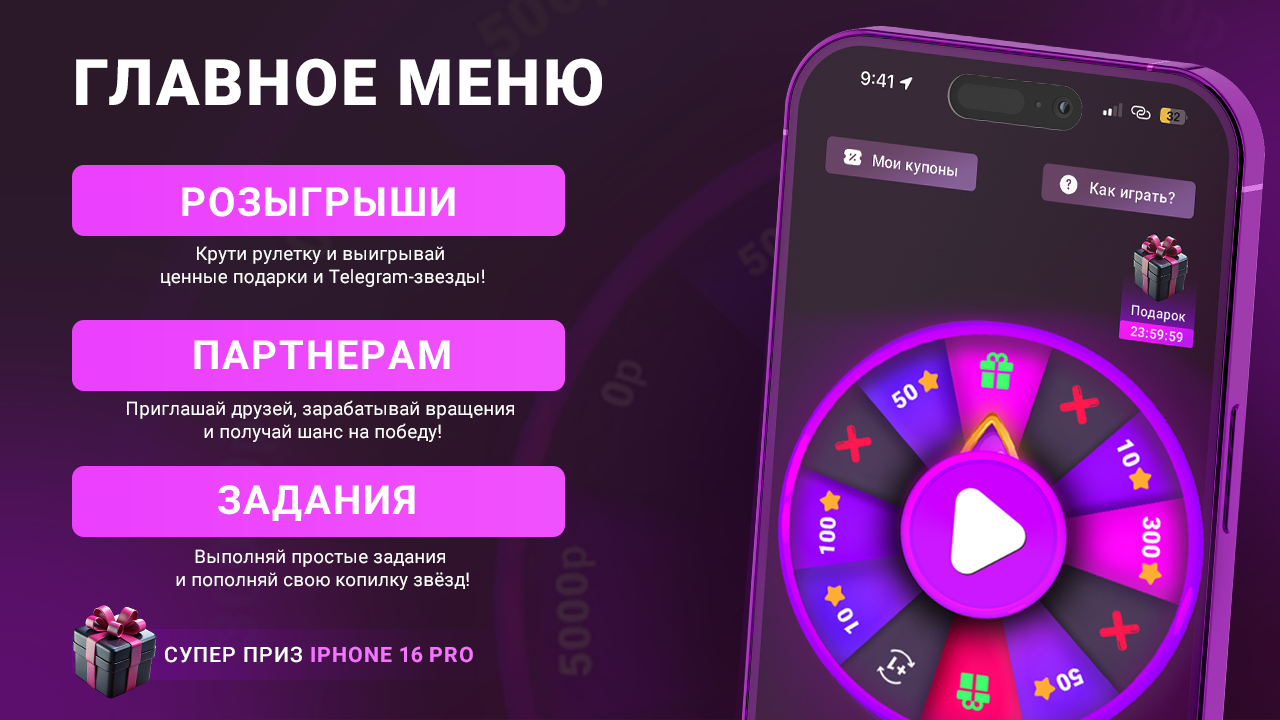 ГЛАВНОЕ МЕНЮ
РОЗЫГРЫШИ
Крути рулетку и выигрывай
ценные подарки и Telegram-звезды!
ПАРТНЕРАМ
Приглашай друзей, зарабатывай вращения
и получай шанс на победу!
ЗАДАНИЯ
Выполняй простые задания
и пополняй свою копилку звёзд!
СУПЕР ПРИЗ IPHONE 16 PRO
9:41
32
Мои купоны
Как играть?
Подарок
23:59:59
50
10
300
50
+1
10
100
0р
5000р